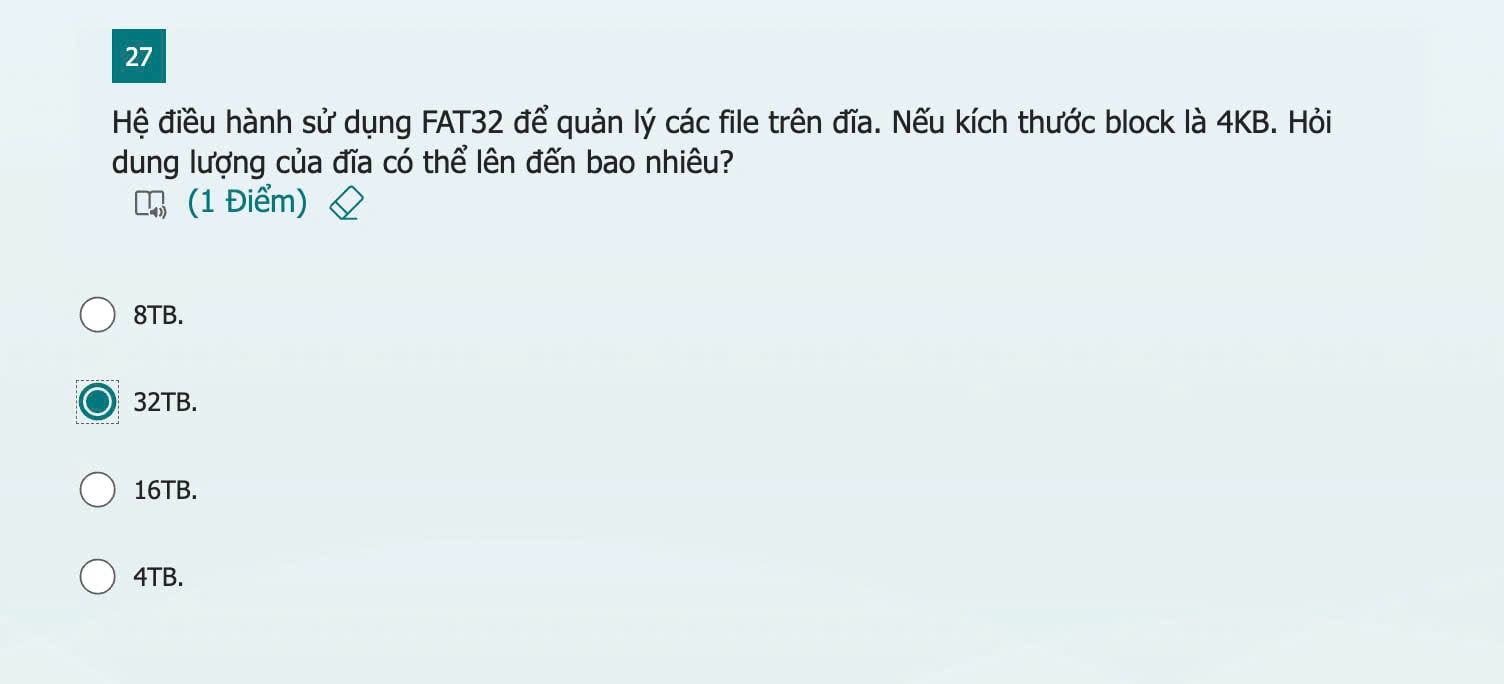 27
Hệ điều hành sử dụng FAT32 để quản lý các file trên đĩa. Nếu kích thước block là 4KB. Hỏi
dung lượng của đĩa có thể lên đến bao nhiêu?
(1 Điểm)
8TB.
32TB.
16TB.
4TB.